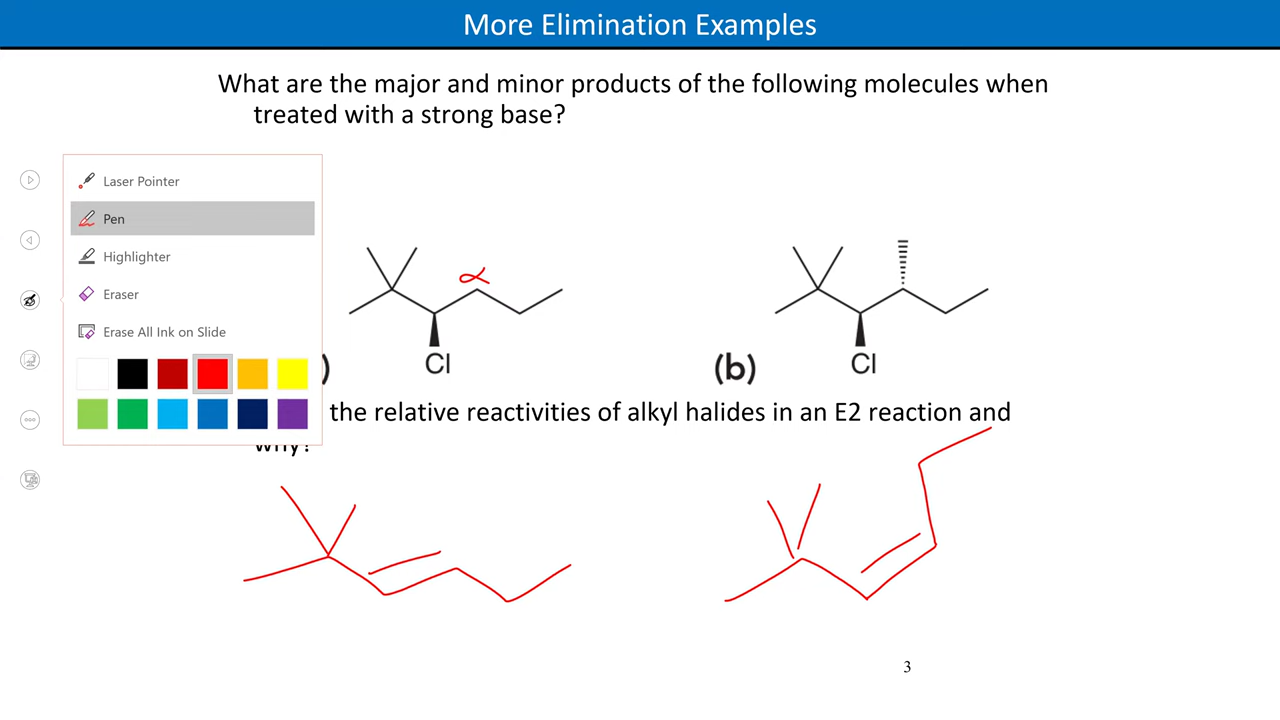 More Elimination Examples
What are the major and minor products of the following molecules when
treated with a strong base?
Laser Pointer
Pen
Highlighter
Eraser
Erase All Ink on Slide
α
Cl
)
(b)
Cl
the relative reactivities of alkyl halides in an E2 reaction and
why?
3